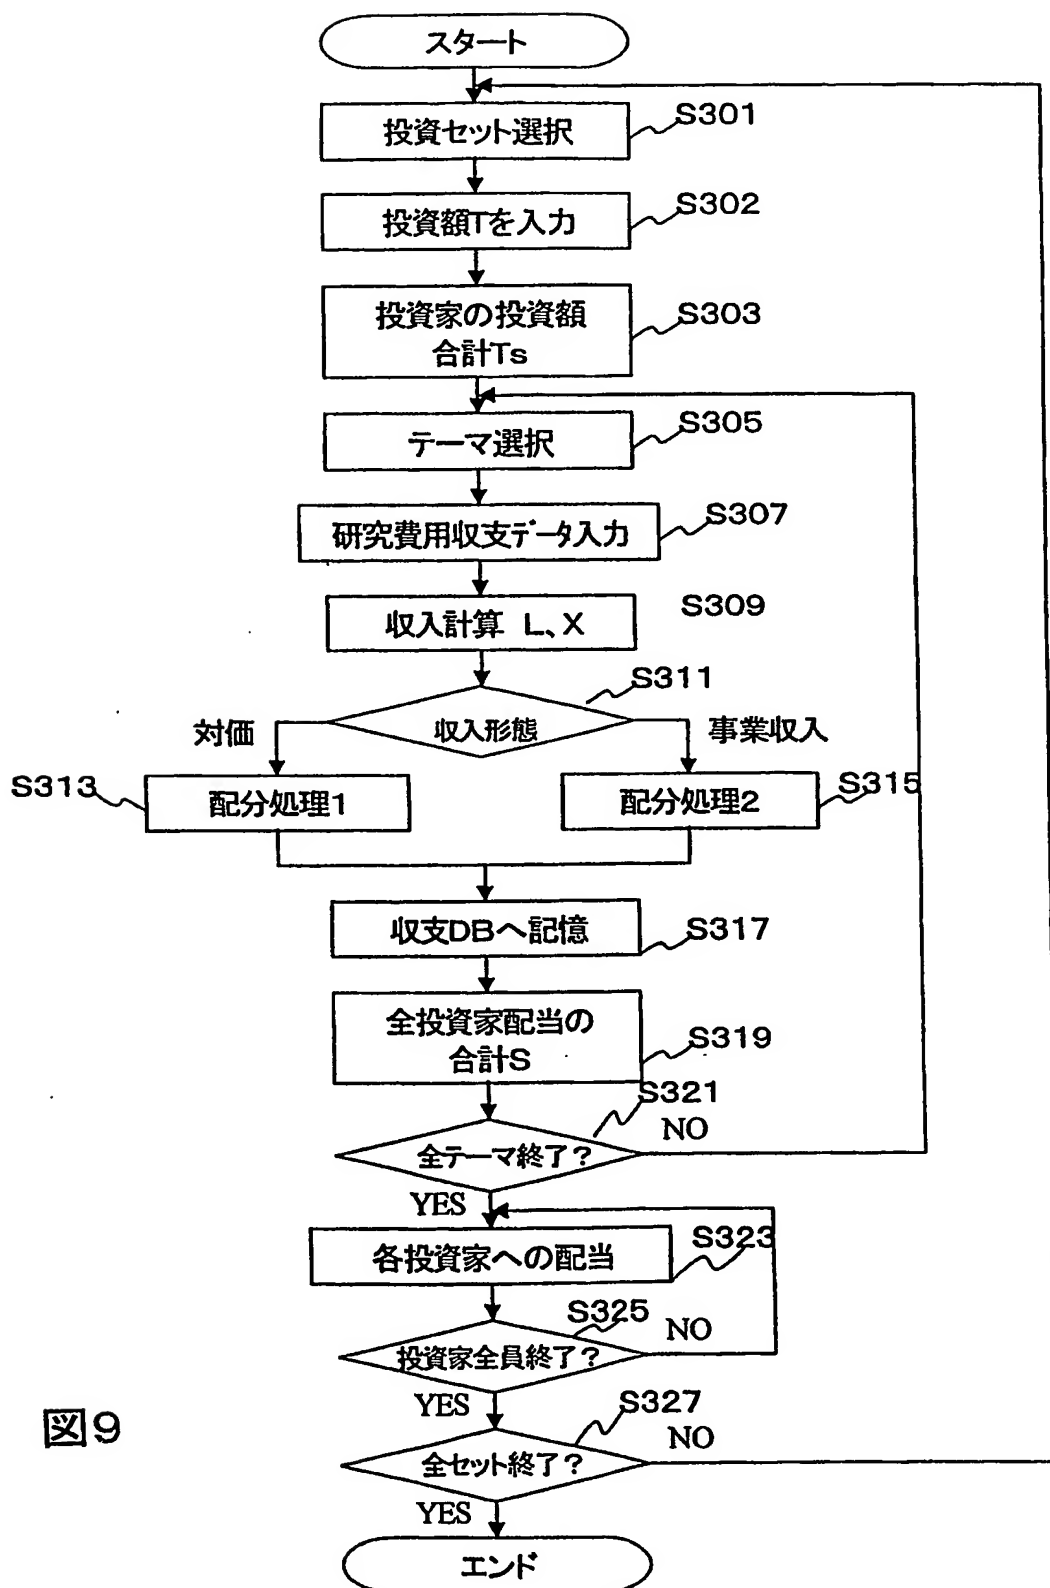 スタート
投資セット選択
S301
投資額Tを入力
S302
投資家の投資額
合計Ts
S303
テーマ選択
S305
研究費用収支データ入力
S307
収入計算 L、X
S309
収入形態
S311
対価
事業収入
S313
配分処理1
配分処理2
S315
収支DBへ記憶
S317
全投資家配当の
合計S
S319
全テーマ終了?
S321
NO
YES
各投資家への配当
S323
投資家全員終了?
S325
NO
YES
全セット終了?
S327
NO
YES
エンド
図9